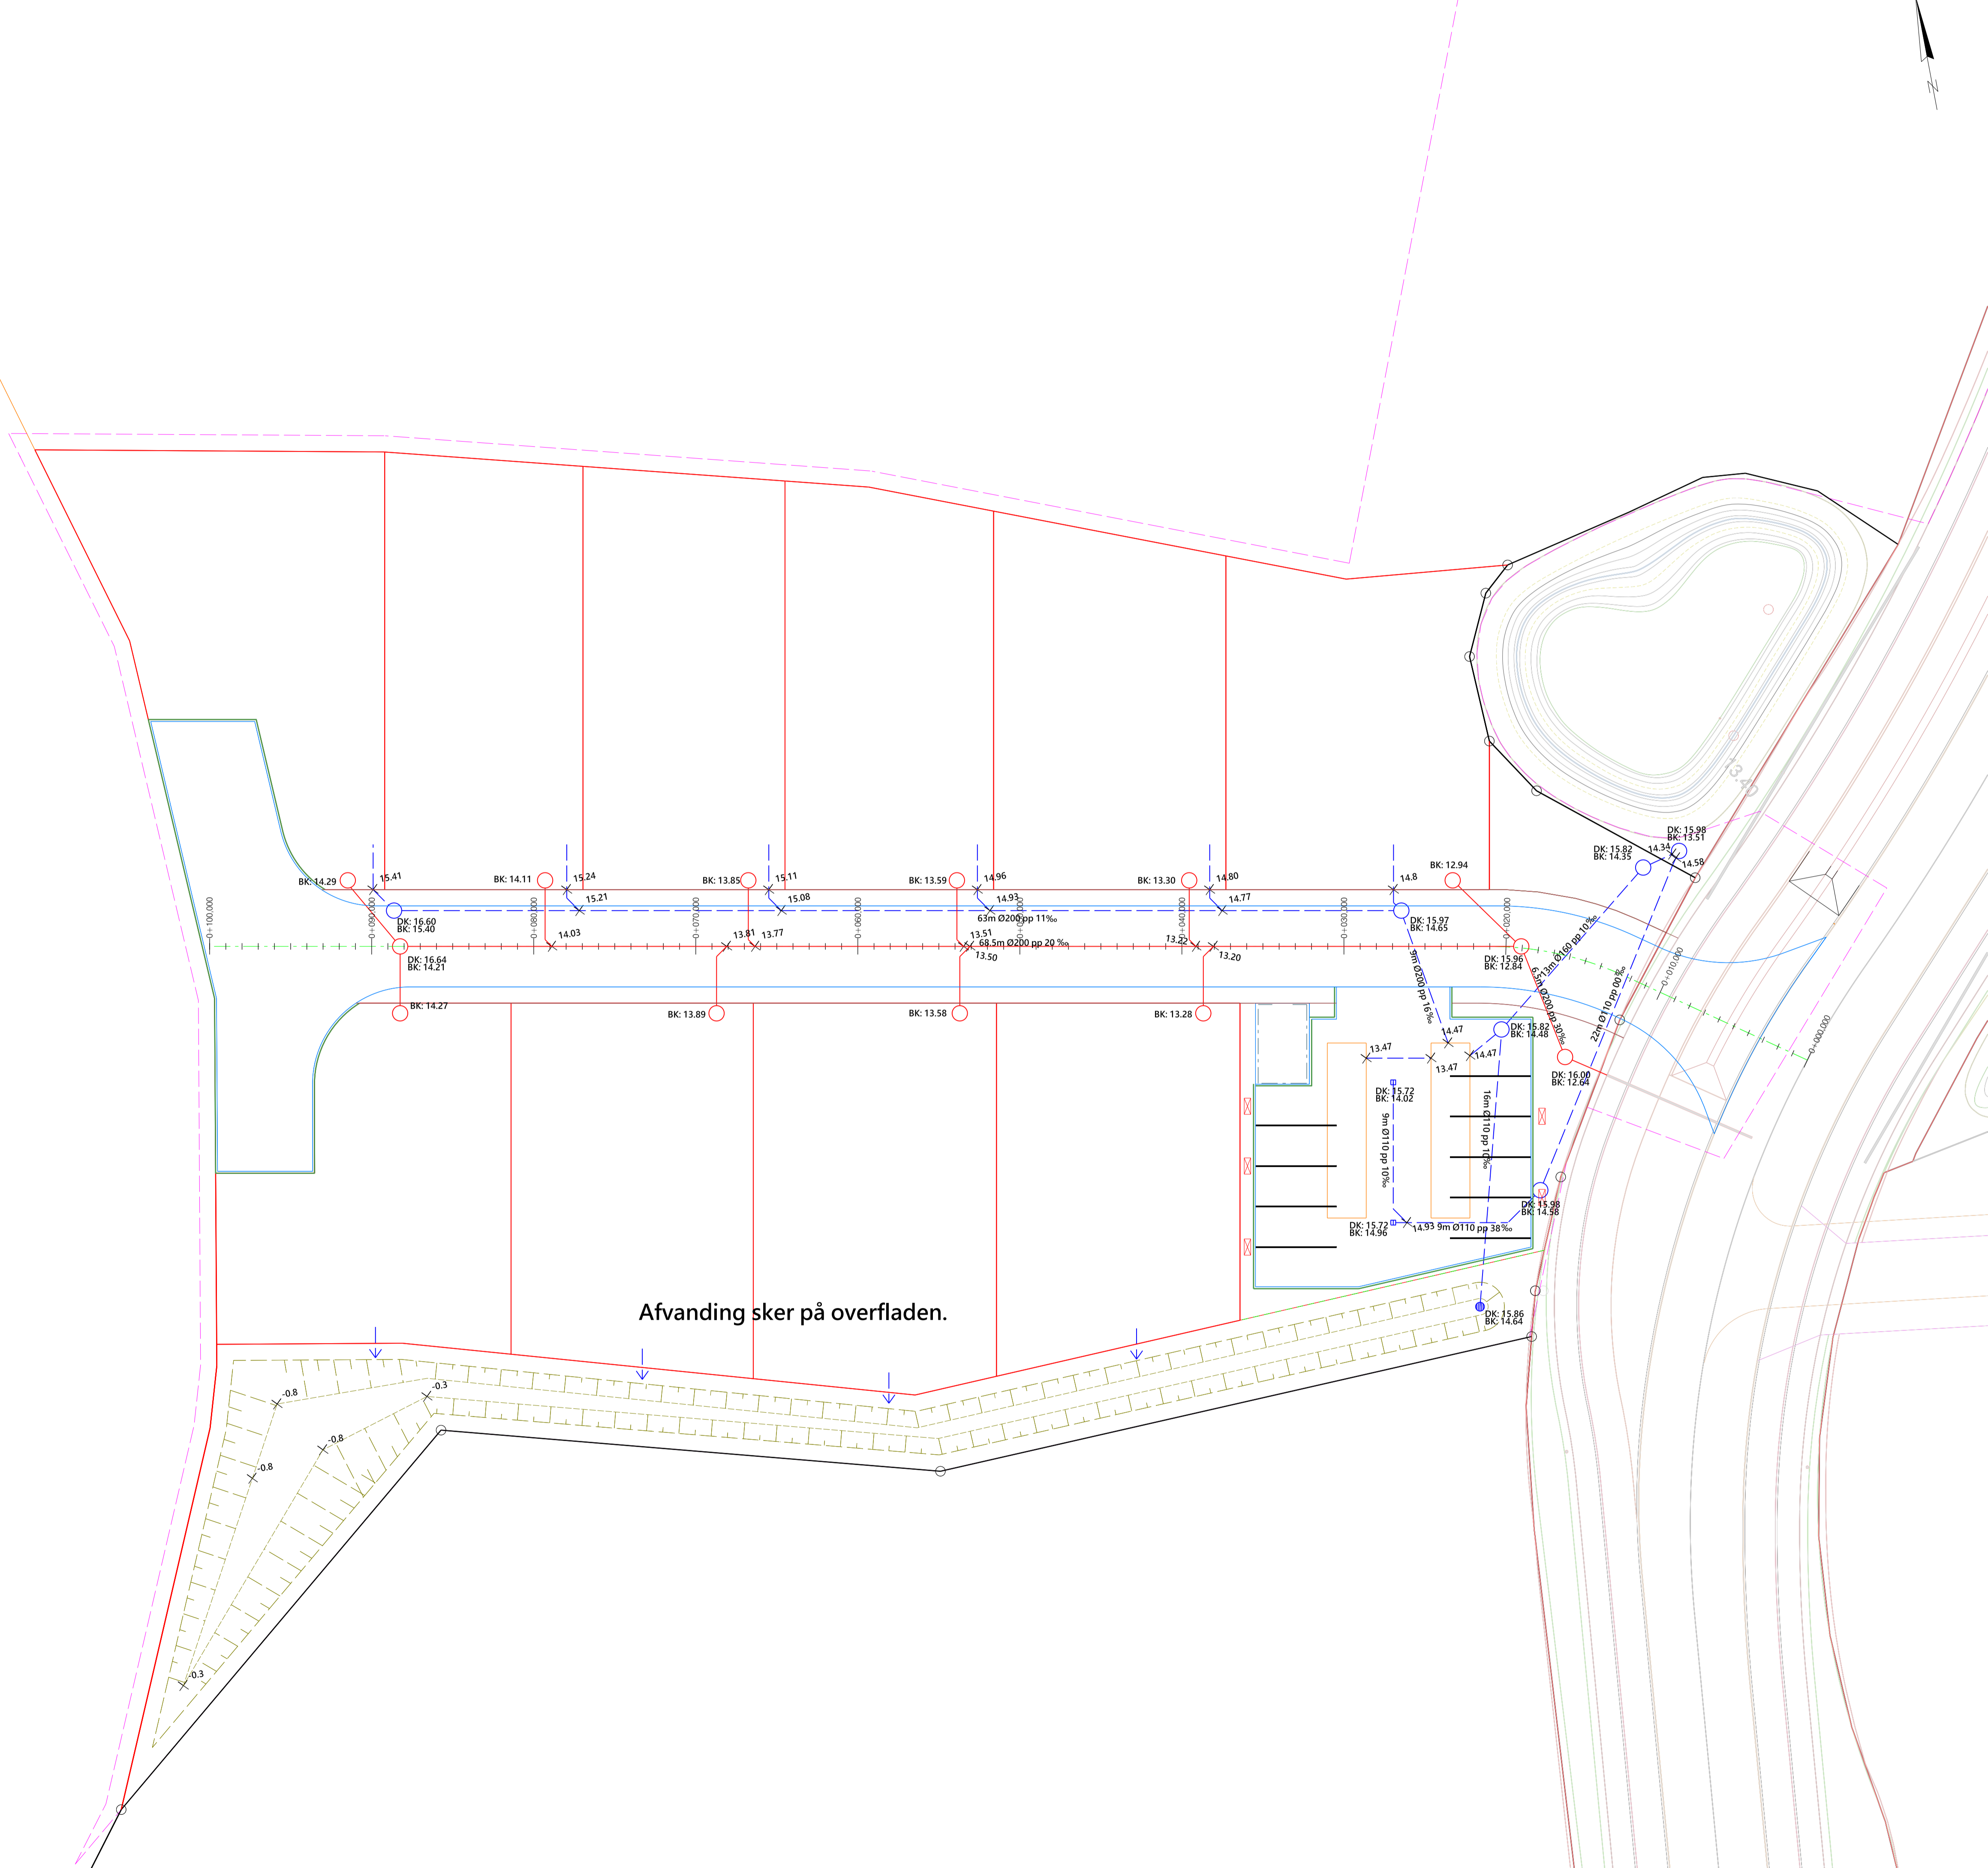 N
13.40
DK: 15.98
BK: 13.51
DK: 15.82
BK: 14.35
14.34
14.58
BK: 14.29
15.41
BK: 14.11
15.24
BK: 13.85
15.11
BK: 13.59
14.96
BK: 13.30
14.80
14.8
BK: 12.94
0+100.000
0+090.000
0+080.000
0+070.000
0+060.000
0+050.000
0+040.000
0+030.000
0+020.000
0+010.000
0+000.000
15.21
15.08
14.93
14.77
63m Ø200 pp 11‰
DK: 16.60
BK: 15.40
DK: 15.97
BK: 14.65
14.03
13.81
13.77
13.51
68.5m Ø200 pp 20 ‰
13.50
13.22
13.20
DK: 16.64
BK: 14.21
DK: 15.96
BK: 12.84
13m Ø160 pp 10‰
6.5m Ø200 pp 30‰
22m Ø110 pp 00‰
9m Ø200 pp 16‰
BK: 14.27
BK: 13.89
BK: 13.58
BK: 13.28
14.47
DK: 15.82
BK: 14.48
13.47
13.47
14.47
DK: 16.00
BK: 12.64
DK: 15.72
BK: 14.02
9m Ø110 pp 10‰
16m Ø110 pp 10‰
DK: 15.98
BK: 14.58
DK: 15.72
BK: 14.96
14.93
9m Ø110 pp 38‰
Afvanding sker på overfladen.
DK: 15.86
BK: 14.64
-0.8
-0.3
-0.8
-0.8
-0.3